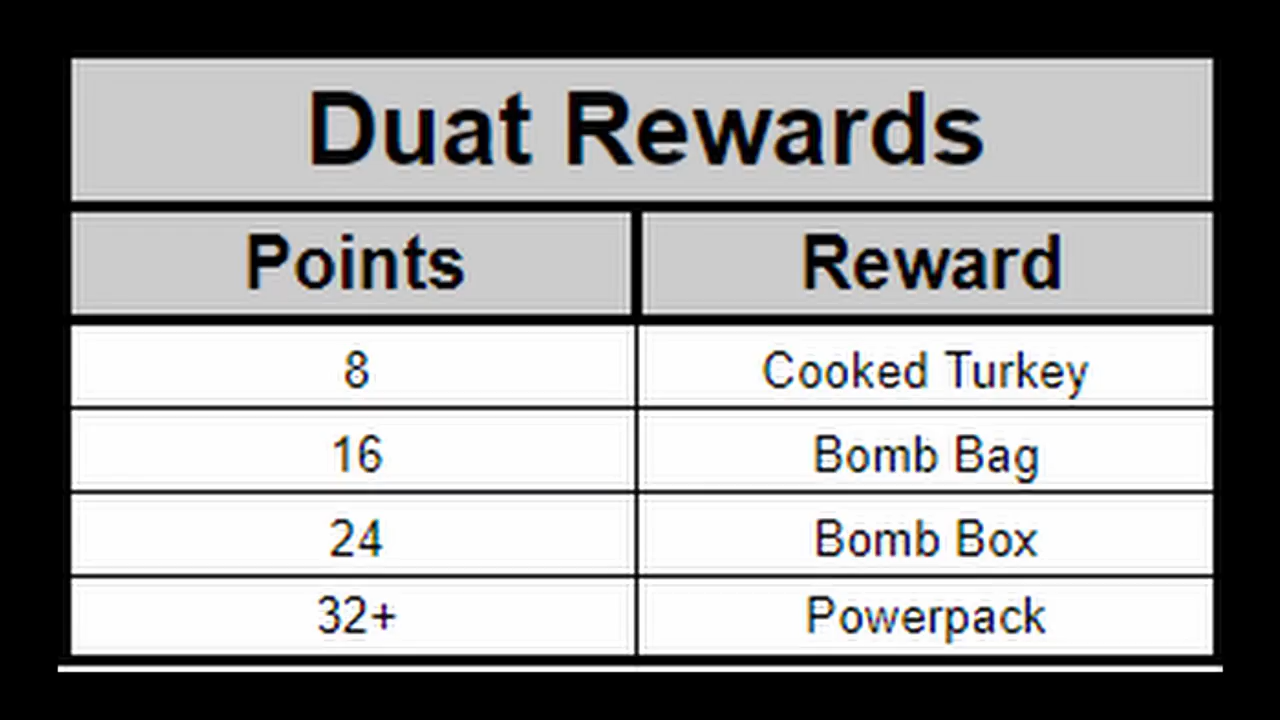 Duat Rewards
Points Reward
8 Cooked Turkey
16 Bomb Bag
24 Bomb Box
32+ Powerpack